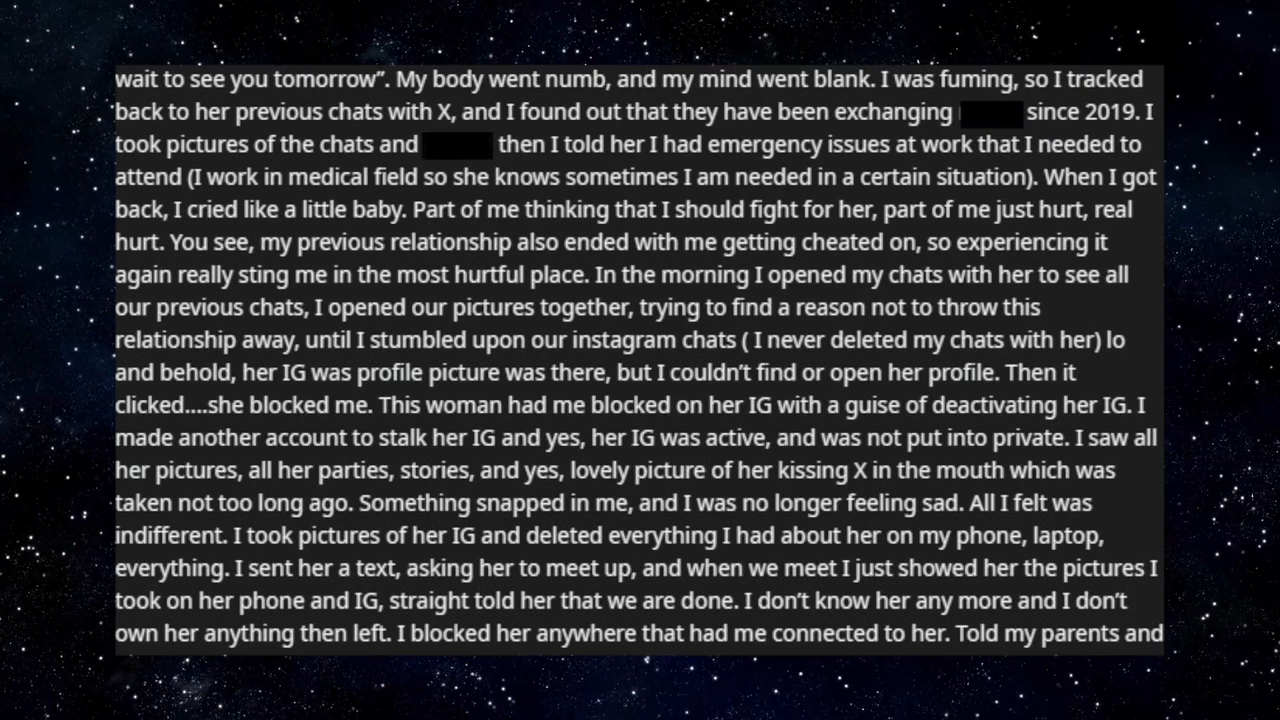 wait to see you tomorrow”. My body went numb, and my mind went blank. I was fuming, so I tracked
back to her previous chats with X, and I found out that they have been exchanging since 2019. I
took pictures of the chats and then I told her I had emergency issues at work that I needed to
attend (I work in medical field so she knows sometimes I am needed in a certain situation). When I got
back, I cried like a little baby. Part of me thinking that I should fight for her, part of me just hurt, real
hurt. You see, my previous relationship also ended with me getting cheated on, so experiencing it
again really sting me in the most hurtful place. In the morning I opened my chats with her to see all
our previous chats, I opened our pictures together, trying to find a reason not to throw this
relationship away, until I stumbled upon our instagram chats ( I never deleted my chats with her) lo
and behold, her IG was profile picture was there, but I couldn’t find or open her profile. Then it
clicked....she blocked me. This woman had me blocked on her IG with a guise of deactivating her IG. I
made another account to stalk her IG and yes, her IG was active, and was not put into private. I saw all
her pictures, all her parties, stories, and yes, lovely picture of her kissing X in the mouth which was
taken not too long ago. Something snapped in me, and I was no longer feeling sad. All I felt was
indifferent. I took pictures of her IG and deleted everything I had about her on my phone, laptop,
everything. I sent her a text, asking her to meet up, and when we meet I just showed her the pictures I
took on her phone and IG, straight told her that we are done. I don’t know her any more and I don’t
own her anything then left. I blocked her anywhere that had me connected to her. Told my parents and